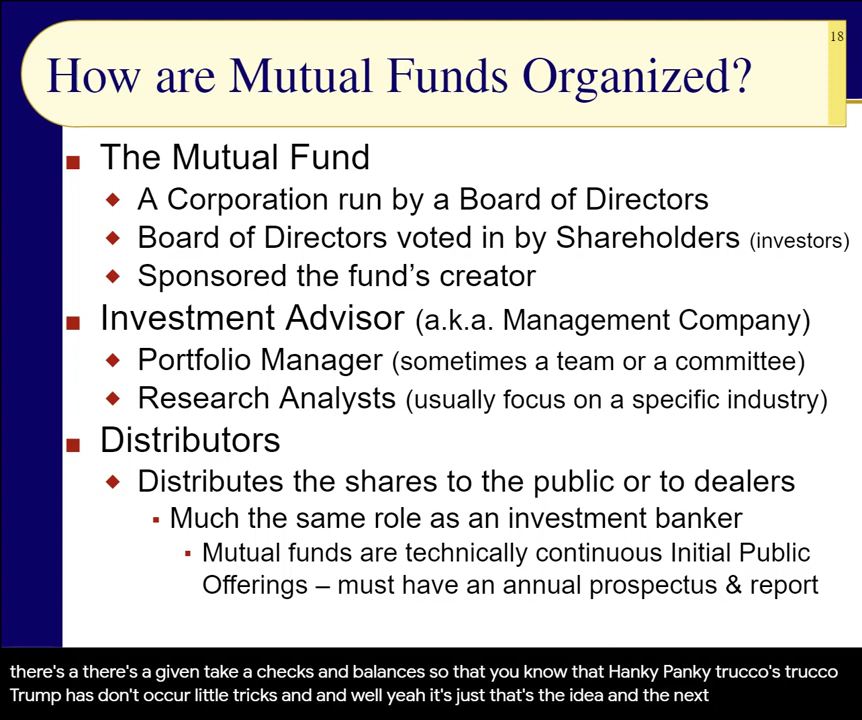 18
How are Mutual Funds Organized?
■ The Mutual Fund
◆ A Corporation run by a Board of Directors
◆ Board of Directors voted in by Shareholders (investors)
◆ Sponsored the fund’s creator
■ Investment Advisor (a.k.a. Management Company)
◆ Portfolio Manager (sometimes a team or a committee)
◆ Research Analysts (usually focus on a specific industry)
■ Distributors
◆ Distributes the shares to the public or to dealers
▪ Much the same role as an investment banker
▪ Mutual funds are technically continuous Initial Public
Offerings – must have an annual prospectus & report
there's a there's a given take a checks and balances so that you know that Hanky Panky trucco's trucco
Trump has don't occur little tricks and and well yeah it's just that's the idea and the next